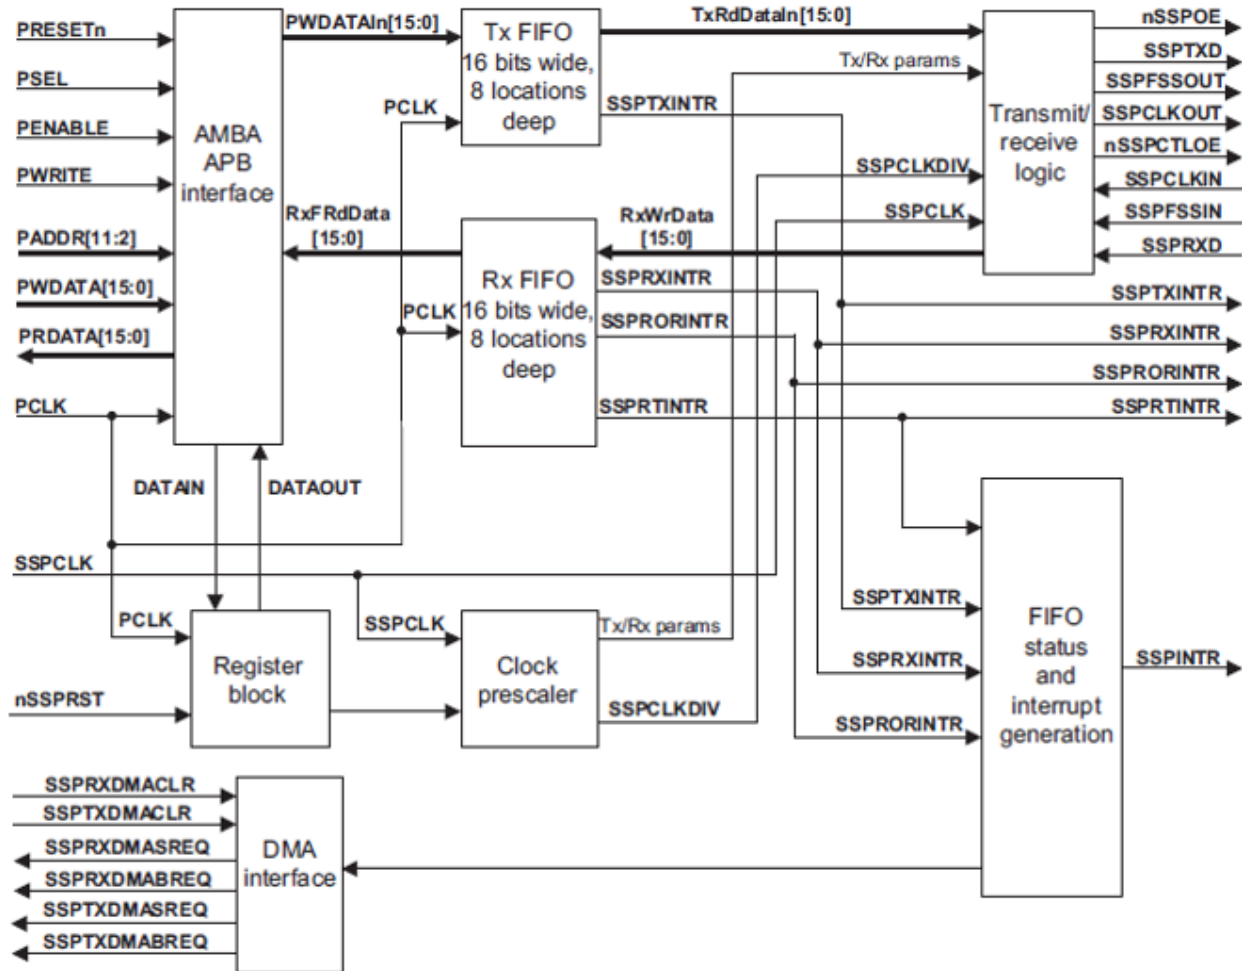 PRESETn
PSEL
PENABLE
PWRITE
PADDR[11:2]
PWDATA[15:0]
PRDATA[15:0]
PCLK
AMBA
APB
interface
PWDATAIn[15:0]
PCLK
RxFRdData
[15:0]
PCLK
Tx FIFO
16 bits wide,
8 locations
deep
TxRdDataIn[15:0]
Tx/Rx params
SSPTXINTR
SSPCLKDIV
SSPCLK
RxWrData
[15:0]
Rx FIFO
16 bits wide,
8 locations
deep
SSPRXINTR
SSPRORINTR
SSPRTINTR
Transmit/
receive
logic
nSSPOE
SSPTXD
SSPFSSOUT
SSPCLKOUT
nSSPCTLOE
SSPCLKIN
SSPFSSIN
SSPRXD
SSPTXINTR
SSPRXINTR
SSPRORINTR
SSPRTINTR
DATAIN
DATAOUT
SSPCLK
PCLK
nSSPRST
Register
block
SSPCLK
Clock
prescaler
Tx/Rx params
SSPCLKDIV
SSPTXINTR
SSPRXINTR
SSPRORINTR
FIFO
status
and
interrupt
generation
SSPINTR
SSPRXDMACLR
SSPTXDMACLR
SSPRXDMASREQ
SSPRXDMABREQ
SSPTXDMASREQ
SSPTXDMABREQ
DMA
interface